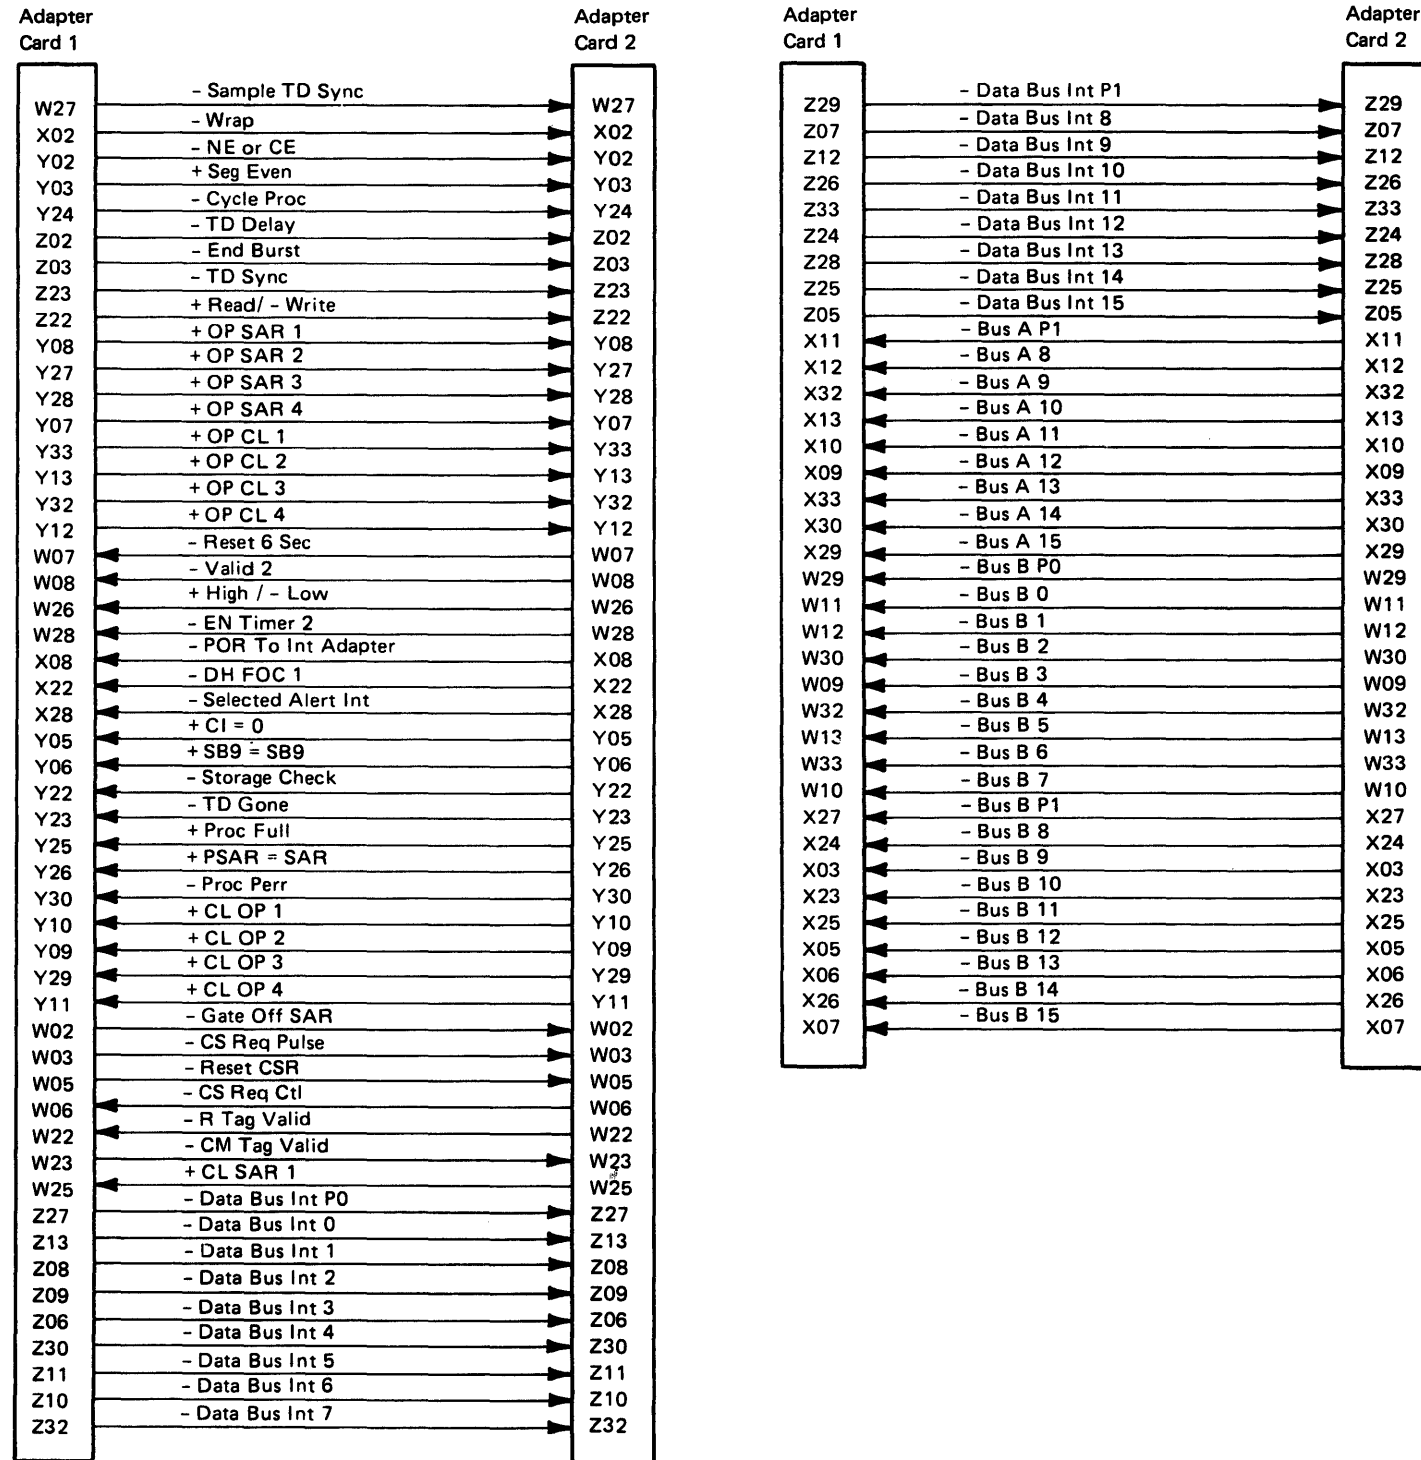 Adapter Card 1
Adapter Card 2
W27 - Sample TD Sync W27
X02 - Wrap X02
Y02 - NE or CE Y02
Y03 + Seg Even Y03
Y24 - Cycle Proc Y24
Z02 - TD Delay Z02
Z03 - End Burst Z03
Z23 - TD Sync Z23
Z22 + Read/ - Write Z22
Y08 + OP SAR 1 Y08
Y27 + OP SAR 2 Y27
Y28 + OP SAR 3 Y28
Y07 + OP SAR 4 Y07
Y33 + OP CL 1 Y33
Y13 + OP CL 2 Y13
Y32 + OP CL 3 Y32
Y12 + OP CL 4 Y12
W07 - Reset 6 Sec W07
W08 - Valid 2 W08
W26 + High / - Low W26
W28 - EN Timer 2 W28
X08 - POR To Int Adapter X08
X22 - DH FOC 1 X22
X28 - Selected Alert Int X28
Y05 + CI = 0 Y05
Y06 + SB9 = SB9 Y06
Y22 - Storage Check Y22
Y23 - TD Gone Y23
Y25 + Proc Full Y25
Y26 + PSAR = SAR Y26
Y30 - Proc Perr Y30
Y10 + CL OP 1 Y10
Y09 + CL OP 2 Y09
Y29 + CL OP 3 Y29
Y11 + CL OP 4 Y11
W02 - Gate Off SAR W02
W03 - CS Req Pulse W03
W05 - Reset CSR W05
W06 - CS Req Ctl W06
W22 - R Tag Valid W22
W23 - CM Tag Valid W23
W25 + CL SAR 1 W25
Z27 - Data Bus Int P0 Z27
Z13 - Data Bus Int 0 Z13
Z08 - Data Bus Int 1 Z08
Z09 - Data Bus Int 2 Z09
Z06 - Data Bus Int 3 Z06
Z30 - Data Bus Int 4 Z30
Z11 - Data Bus Int 5 Z11
Z10 - Data Bus Int 6 Z10
Z32 - Data Bus Int 7 Z32
Adapter Card 1
Adapter Card 2
Z29 - Data Bus Int P1 Z29
Z07 - Data Bus Int 8 Z07
Z12 - Data Bus Int 9 Z12
Z26 - Data Bus Int 10 Z26
Z33 - Data Bus Int 11 Z33
Z24 - Data Bus Int 12 Z24
Z28 - Data Bus Int 13 Z28
Z25 - Data Bus Int 14 Z25
Z05 - Data Bus Int 15 Z05
X11 - Bus A P1 X11
X12 - Bus A 8 X12
X32 - Bus A 9 X32
X13 - Bus A 10 X13
X10 - Bus A 11 X10
X09 - Bus A 12 X09
X33 - Bus A 13 X33
X30 - Bus A 14 X30
X29 - Bus A 15 X29
W29 - Bus B P0 W29
W11 - Bus B 0 W11
W12 - Bus B 1 W12
W30 - Bus B 2 W30
W09 - Bus B 3 W09
W32 - Bus B 4 W32
W13 - Bus B 5 W13
W33 - Bus B 6 W33
W10 - Bus B 7 W10
X27 - Bus B P1 X27
X24 - Bus B 8 X24
X03 - Bus B 9 X03
X23 - Bus B 10 X23
X25 - Bus B 11 X25
X05 - Bus B 12 X05
X06 - Bus B 13 X06
X26 - Bus B 14 X26
X07 - Bus B 15 X07